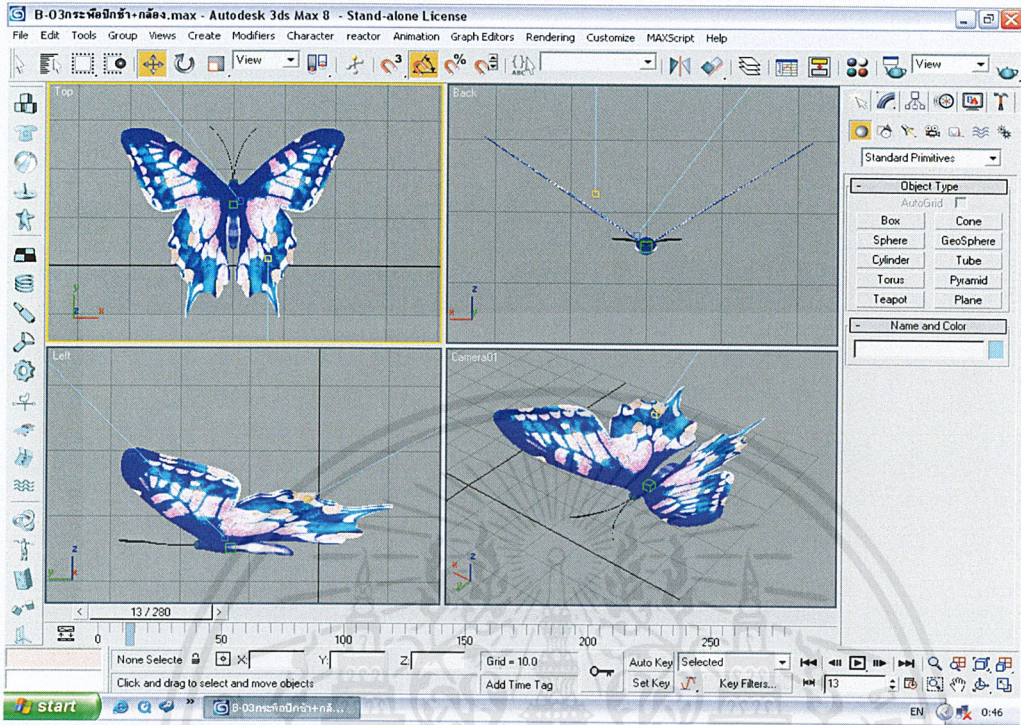 B-03กระพือปีกช้า+กล้อง.max - Autodesk 3ds Max 8 - Stand-alone License
File Edit Tools Group Views Create Modifiers Character reactor Animation Graph Editors Rendering Customize MAXScript Help
View
3
%
ABC
View
Top
Back
Left
Camera01
y
z
x
z
x
y
z
y
x
z
x
y
Standard Primitives
- Object Type
AutoGrid
Box Cone
Sphere GeoSphere
Cylinder Tube
Torus Pyramid
Teapot Plane
- Name and Color
< 13 / 280 >
0 50 100 150 200 250
None Selecte X: Y: Z: Grid = 10.0 Auto Key Selected
Click and drag to select and move objects Add Time Tag Set Key Key Filters... 13
start B-03กระพือปีกช้า+กล้... EN 0:46